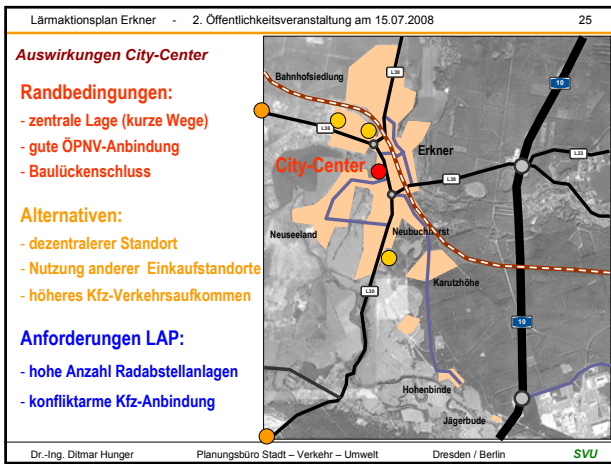 Lärmaktionsplan Erkner - 2. Öffentlichkeitsveranstaltung am 15.07.2008 25
Auswirkungen City-Center
Randbedingungen:
- zentrale Lage (kurze Wege)
- gute ÖPNV-Anbindung
- Baulückenschluss
Alternativen:
- dezentralerer Standort
- Nutzung anderer Einkaufstandorte
- höheres Kfz-Verkehrsaufkommen
Anforderungen LAP:
- hohe Anzahl Radabstellanlagen
- konfliktarme Kfz-Anbindung
L30
Bahnhofsiedlung
10
L38
Erkner
L23
City-Center
L38
Neuseeland
Neubuchhorst
Karutzhöhe
L30
10
Hohenbinde
Jägerbude
Dr.-Ing. Ditmar Hunger Planungsbüro Stadt – Verkehr – Umwelt Dresden / Berlin SVU